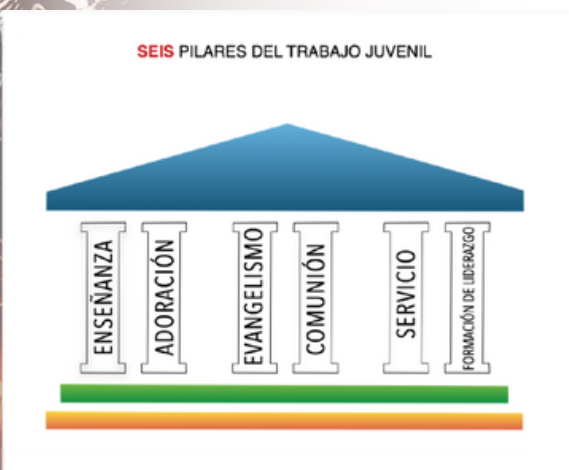 SEIS PILARES DEL TRABAJO JUVENIL
ENSEÑANZA
ADORACIÓN
EVANGELISMO
COMUNIÓN
SERVICIO
FORMACIÓN DE LIDERAZGO